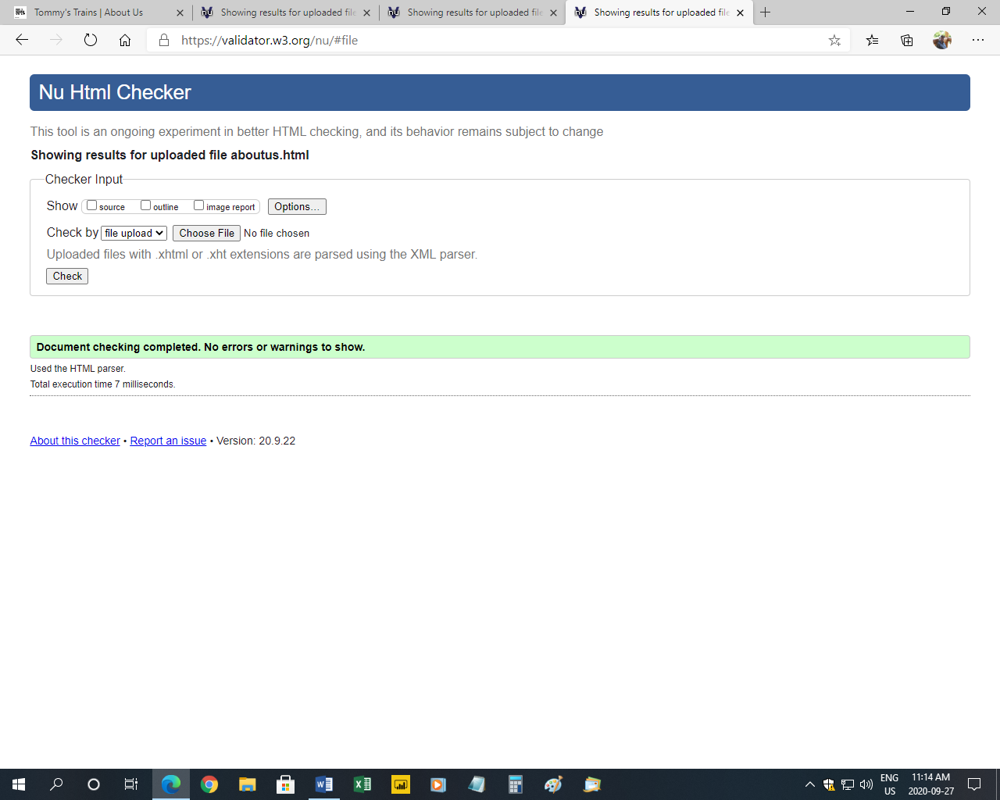 Tommy's Trains | About Us
Showing results for uploaded file
Showing results for uploaded file
Showing results for uploaded file
https://validator.w3.org/nu/#file
Nu Html Checker
This tool is an ongoing experiment in better HTML checking, and its behavior remains subject to change
Showing results for uploaded file aboutus.html
Checker Input
Show source outline image report Options...
Check by file upload Choose File No file chosen
Uploaded files with .xhtml or .xht extensions are parsed using the XML parser.
Check
Document checking completed. No errors or warnings to show.
Used the HTML parser.
Total execution time 7 milliseconds.
About this checker • Report an issue • Version: 20.9.22
ENG
US
11:14 AM
2020-09-27